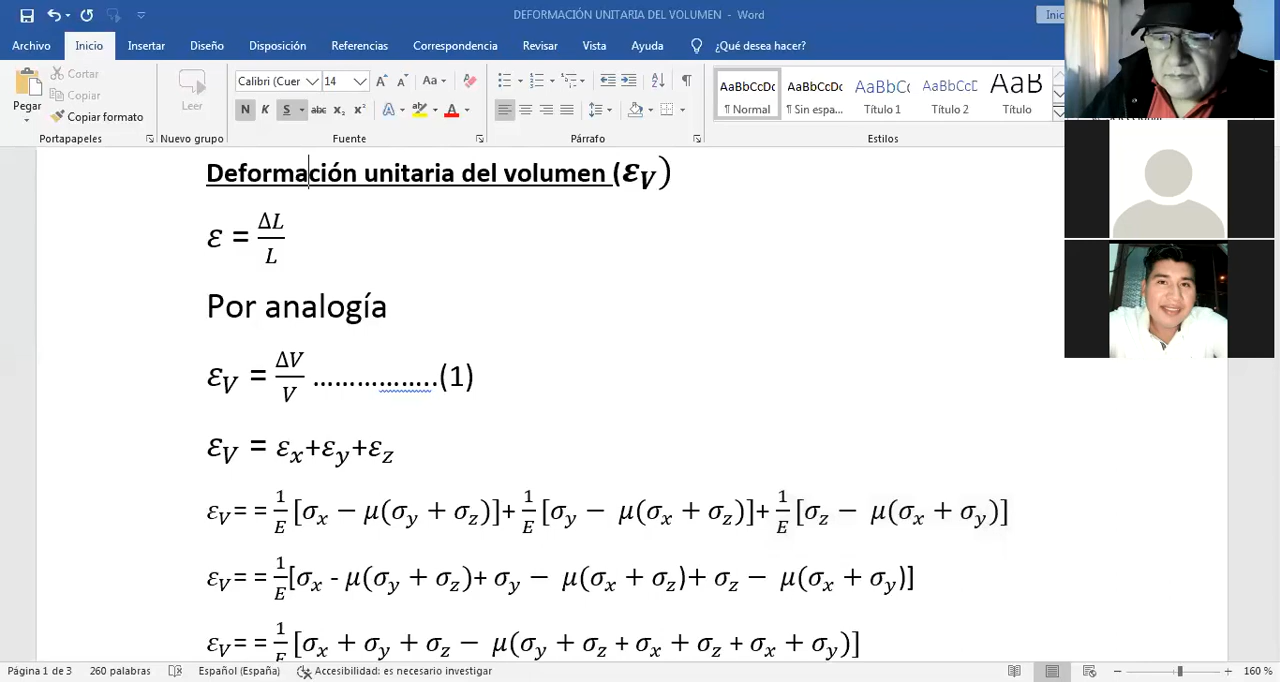 DEFORMACIÓN UNITARIA DEL VOLUMEN - Word
Inic
Archivo Inicio Insertar Diseño Disposición Referencias Correspondencia Revisar Vista Ayuda ¿Qué desea hacer?
Pegar
Cortar
Copiar
Copiar formato
Portapapeles
Leer
Nuevo grupo
Calibri (Cuer 14 A A Aa
N K S abc x₂ x² A A
Fuente
Párrafo
AaBbCcDc AaBbCcDc AaBbCc AaBbCcD AaB
¶ Normal ¶ Sin espa... Título 1 Título 2 Título
Estilos
Deformación unitaria del volumen (ε_V)
ε = ΔL/L
Por analogía
ε_V = ΔV/V ……………..(1)
ε_V = ε_x+ε_y+ε_z
ε_V= = 1/E [σ_x − μ(σ_y + σ_z)]+ 1/E [σ_y − μ(σ_x + σ_z)]+ 1/E [σ_z − μ(σ_x + σ_y)]
ε_V= = 1/E [σ_x - μ(σ_y + σ_z)+ σ_y − μ(σ_x + σ_z)+ σ_z − μ(σ_x + σ_y)]
ε_V= = 1/E [σ_x + σ_y + σ_z − μ(σ_y + σ_z + σ_x + σ_z + σ_x + σ_y)]
Página 1 de 3 260 palabras Español (España) Accesibilidad: es necesario investigar 160 %